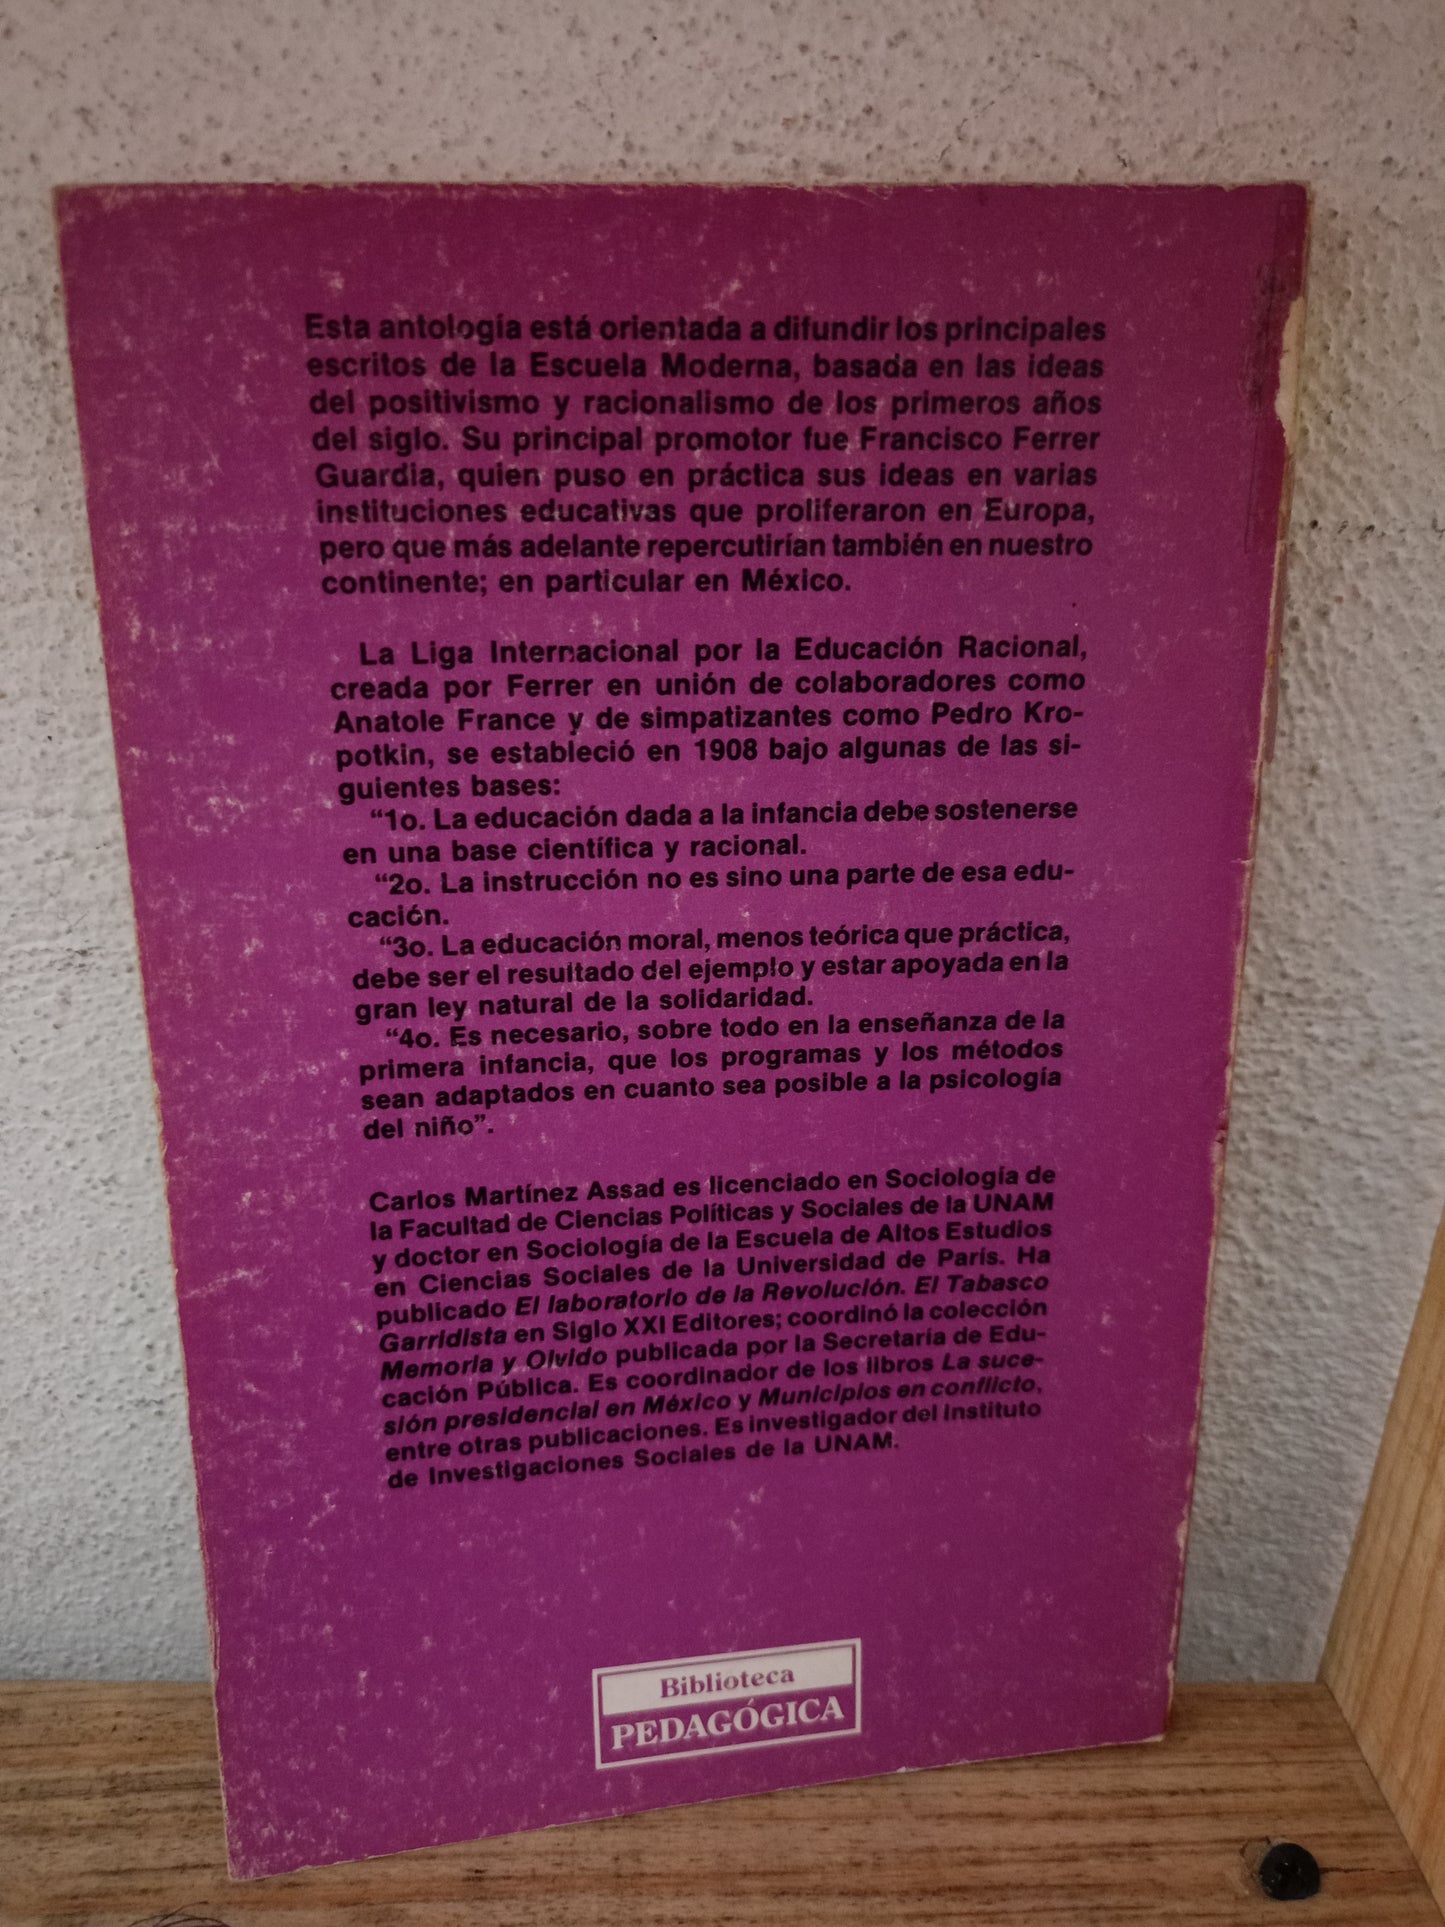 Esta antología está orientada a difundir los principales
escritos de la Escuela Moderna, basada en las ideas
del positivismo y racionalismo de los primeros años
del siglo. Su principal promotor fue Francisco Ferrer
Guardia, quien puso en práctica sus ideas en varias
instituciones educativas que proliferaron en Europa,
pero que más adelante repercutirían también en nuestro
continente; en particular en México.
La Liga Internacional por la Educación Racional,
creada por Ferrer en unión de colaboradores como
Anatole France y de simpatizantes como Pedro Kro-
potkin, se estableció en 1908 bajo algunas de las si-
guientes bases:
“1o. La educación dada a la infancia debe sostenerse
en una base científica y racional.
“2o. La instrucción no es sino una parte de esa edu-
cación.
“3o. La educación moral, menos teórica que práctica,
debe ser el resultado del ejemplo y estar apoyada en la
gran ley natural de la solidaridad.
“4o. Es necesario, sobre todo en la enseñanza de la
primera infancia, que los programas y los métodos
sean adaptados en cuanto sea posible a la psicología
del niño”.
Carlos Martínez Assad es licenciado en Sociología de
la Facultad de Ciencias Políticas y Sociales de la UNAM
y doctor en Sociología de la Escuela de Altos Estudios
en Ciencias Sociales de la Universidad de París. Ha
publicado El laboratorio de la Revolución. El Tabasco
Garridista en Siglo XXI Editores; coordinó la colección
Memoria y Olvido publicada por la Secretaría de Edu-
cación Pública. Es coordinador de los libros La suce-
sión presidencial en México y Municipios en conflicto,
entre otras publicaciones. Es investigador del Instituto
de Investigaciones Sociales de la UNAM.
Biblioteca
PEDAGÓGICA